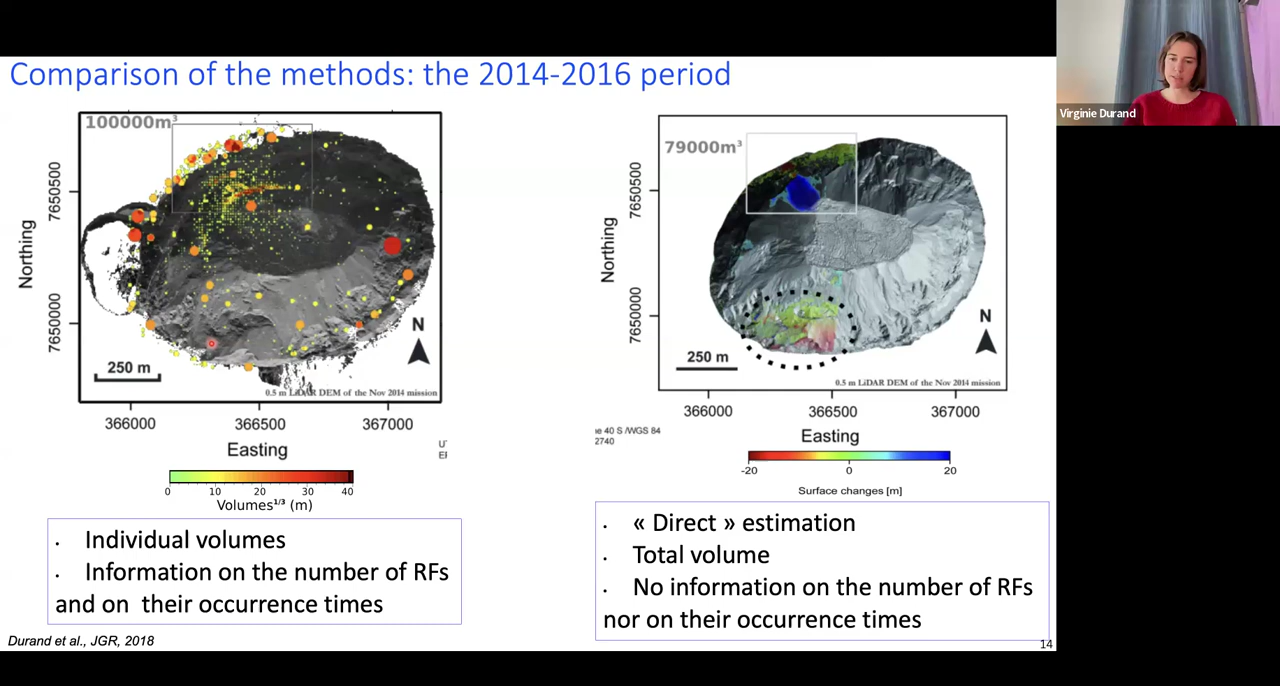 Comparison of the methods: the 2014-2016 period
Virginie Durand
100000m³
Northing
7650500
7650000
N
250 m
0.5 m LiDAR DEM of the Nov 2014 mission
366000
366500
367000
Easting
0
10
20
30
40
Volumes¹ᐟ³ (m)
79000m³
Northing
7650500
7650000
N
250 m
0.5 m LiDAR DEM of the Nov 2014 mission
366000
366500
367000
40 S /WGS 84
2740
Easting
-20
0
20
Surface changes [m]
· Individual volumes
· Information on the number of RFs
and on their occurrence times
· « Direct » estimation
· Total volume
· No information on the number of RFs
nor on their occurrence times
Durand et al., JGR, 2018
14